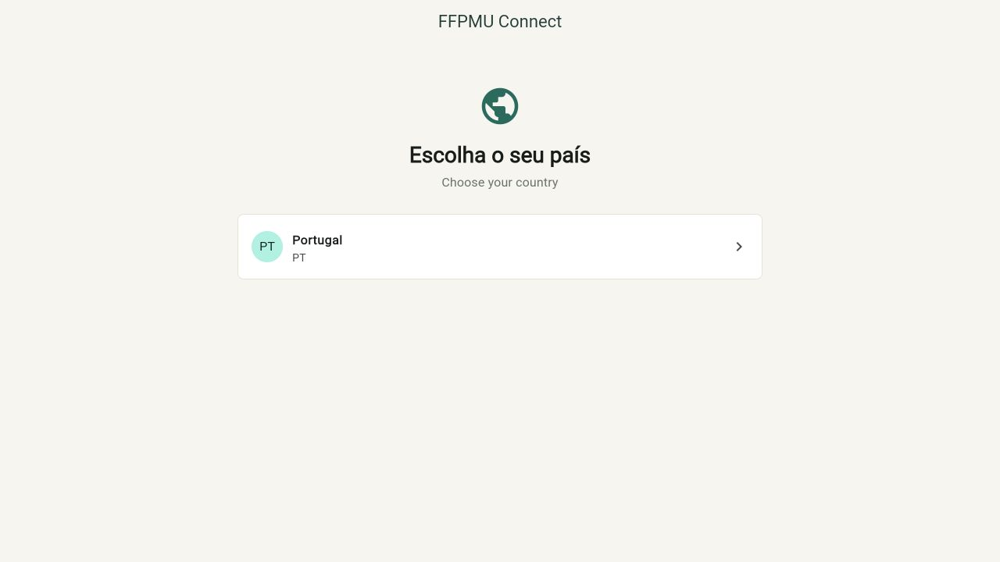 FFPMU Connect
Escolha o seu país
Choose your country
PT
Portugal
PT